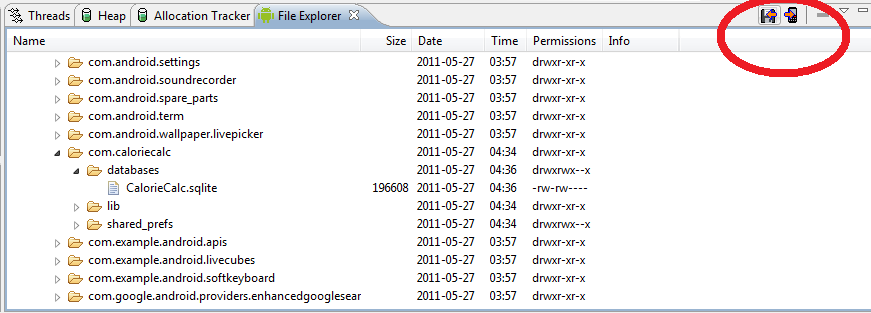 Threads Heap Allocation Tracker File Explorer
Name Size Date Time Permissions Info
com.android.settings 2011-05-27 03:57 drwxr-xr-x
com.android.soundrecorder 2011-05-27 03:57 drwxr-xr-x
com.android.spare_parts 2011-05-27 03:57 drwxr-xr-x
com.android.term 2011-05-27 03:57 drwxr-xr-x
com.android.wallpaper.livepicker 2011-05-27 03:57 drwxr-xr-x
com.caloriecalc 2011-05-27 04:34 drwxr-xr-x
databases 2011-05-27 04:36 drwxrwx--x
CalorieCalc.sqlite 196608 2011-05-27 04:36 -rw-rw----
lib 2011-05-27 04:34 drwxr-xr-x
shared_prefs 2011-05-27 04:34 drwxrwx--x
com.example.android.apis 2011-05-27 03:57 drwxr-xr-x
com.example.android.livecubes 2011-05-27 03:57 drwxr-xr-x
com.example.android.softkeyboard 2011-05-27 03:57 drwxr-xr-x
com.google.android.providers.enhancedgooglesear 2011-05-27 03:57 drwxr-xr-x